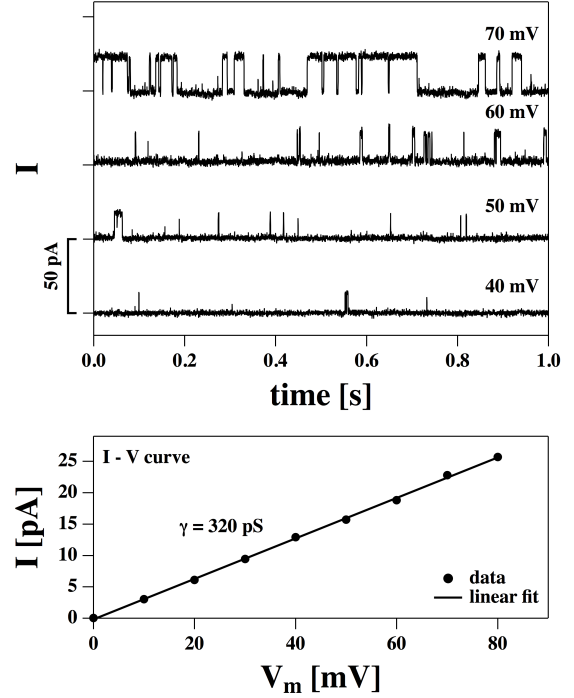 70 mV
60 mV
50 mV
40 mV
I
50 pA
0.0 0.2 0.4 0.6 0.8 1.0
time [s]
I - V curve
γ = 320 pS
25
20
15
10
5
0
I [pA]
data
linear fit
0 20 40 60 80
Vm [mV]